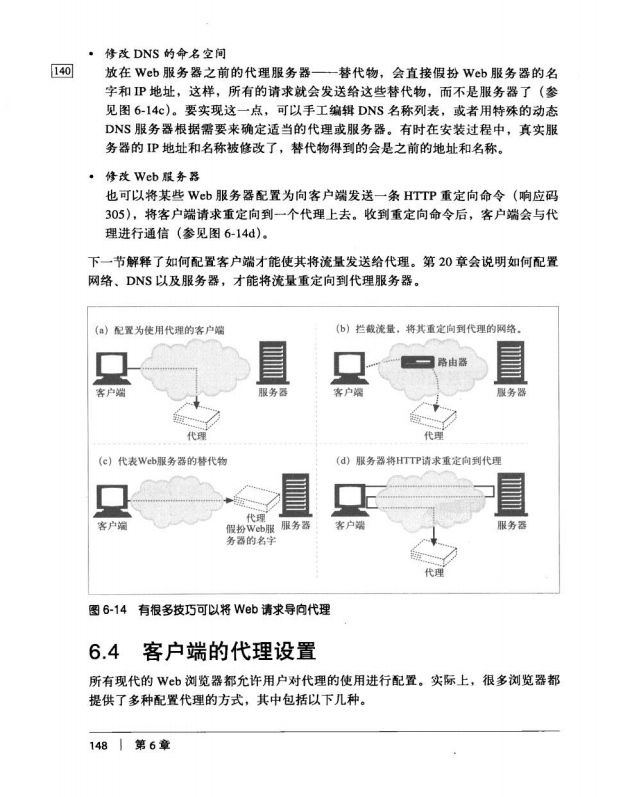 • 修改 DNS 的命名空间
140
放在 Web 服务器之前的代理服务器——替代物，会直接假扮 Web 服务器的名
字和 IP 地址，这样，所有的请求就会发送给这些替代物，而不是服务器了（参
见图 6-14c）。要实现这一点，可以手工编辑 DNS 名称列表，或者用特殊的动态
DNS 服务器根据需要来确定适当的代理或服务器。有时在安装过程中，真实服
务器的 IP 地址和名称被修改了，替代物得到的会是之前的地址和名称。
• 修改 Web 服务器
也可以将某些 Web 服务器配置为向客户端发送一条 HTTP 重定向命令（响应码
305），将客户端请求重定向到一个代理上去。收到重定向命令后，客户端会与代
理进行通信（参见图 6-14d）。
下一节解释了如何配置客户端才能使其将流量发送给代理。第 20 章会说明如何配置
网络、DNS 以及服务器，才能将流量重定向到代理服务器。
(a) 配置为使用代理的客户端
客户端
服务器
代理
(b) 拦截流量，将其重定向到代理的网络。
路由器
客户端
服务器
代理
(c) 代表Web服务器的替代物
客户端
代理
假扮Web服
务器的名字
服务器
(d) 服务器将HTTP请求重定向到代理
客户端
服务器
代理
图 6-14 有很多技巧可以将 Web 请求导向代理
6.4 客户端的代理设置
所有现代的 Web 浏览器都允许用户对代理的使用进行配置。实际上，很多浏览器都
提供了多种配置代理的方式，其中包括以下几种。
148 | 第 6 章